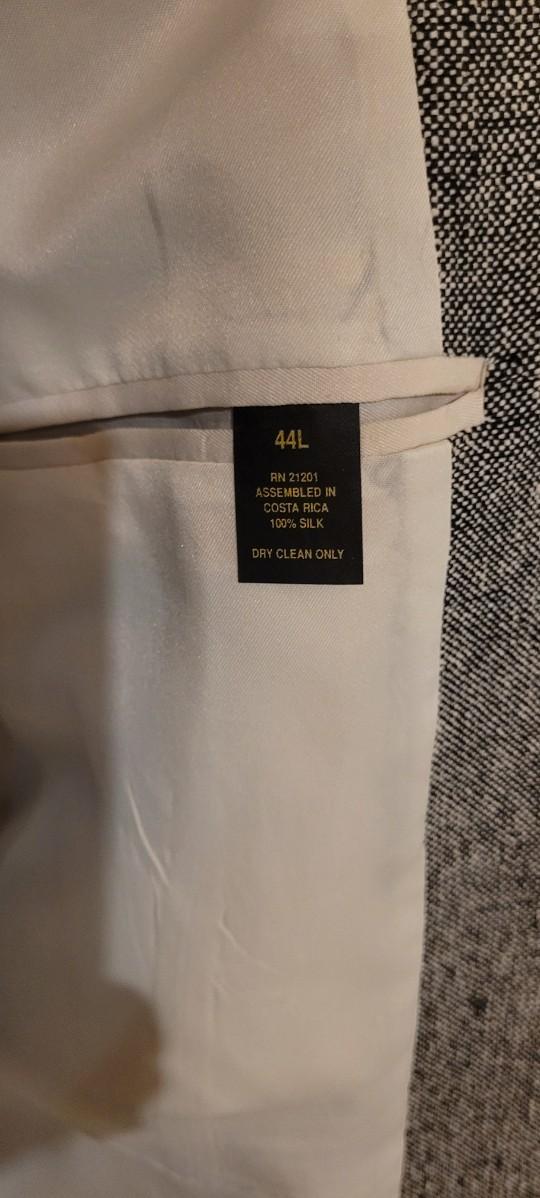 44L
RN 21201
ASSEMBLED IN
COSTA RICA
100% SILK
DRY CLEAN ONLY